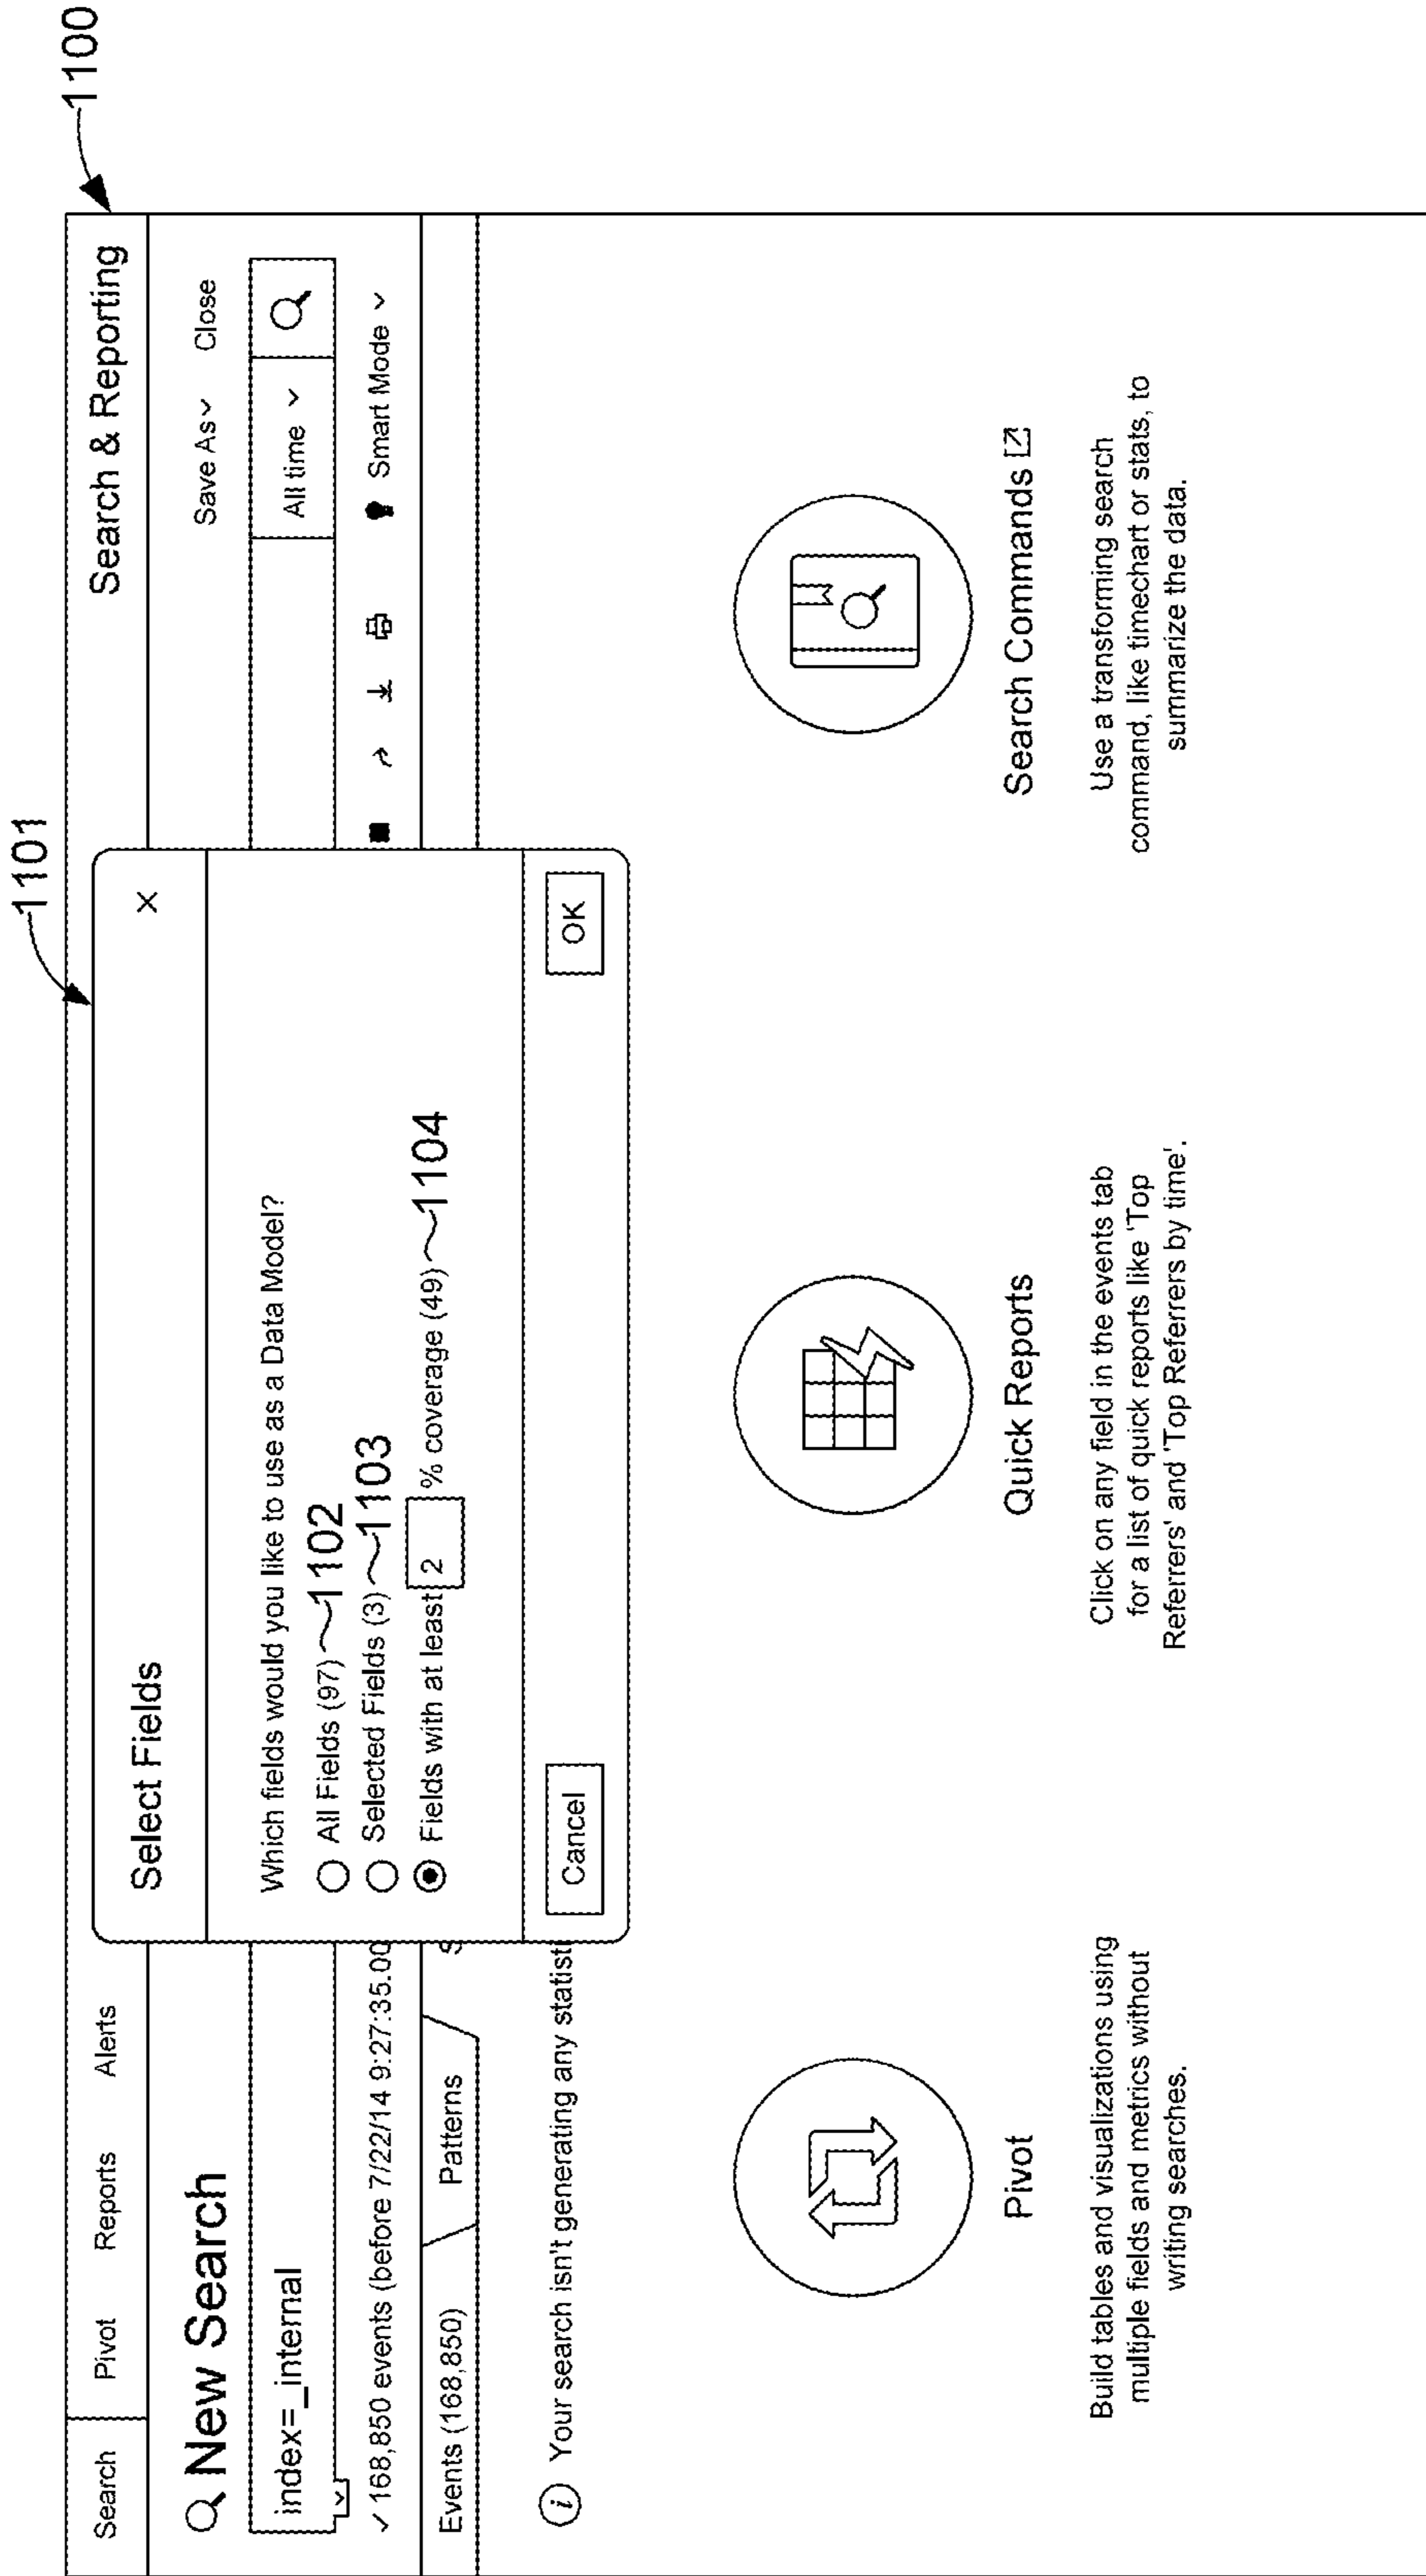 1100
1101
Search Pivot Reports Alerts Search & Reporting
New Search
Save As Close
index=_internal
All time
168,850 events (before 7/22/14 9:27:35.00
Smart Mode
Events (168,850) Patterns S
Your search isn't generating any statisti
Select Fields X
Which fields would you like to use as a Data Model?
All Fields (97) 1102
Selected Fields (3) 1103
Fields with at least 2 % coverage (49) 1104
Cancel OK
Pivot
Build tables and visualizations using
multiple fields and metrics without
writing searches.
Quick Reports
Click on any field in the events tab
for a list of quick reports like 'Top
Referrers' and 'Top Referrers by time'.
Search Commands
Use a transforming search
command, like timechart or stats, to
summarize the data.